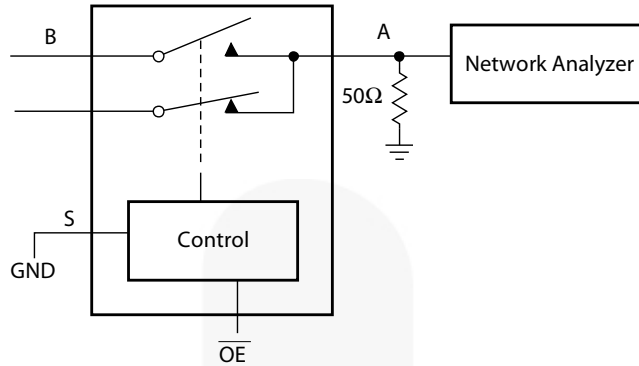 B
A
Network Analyzer
50Ω
S
Control
GND
OE